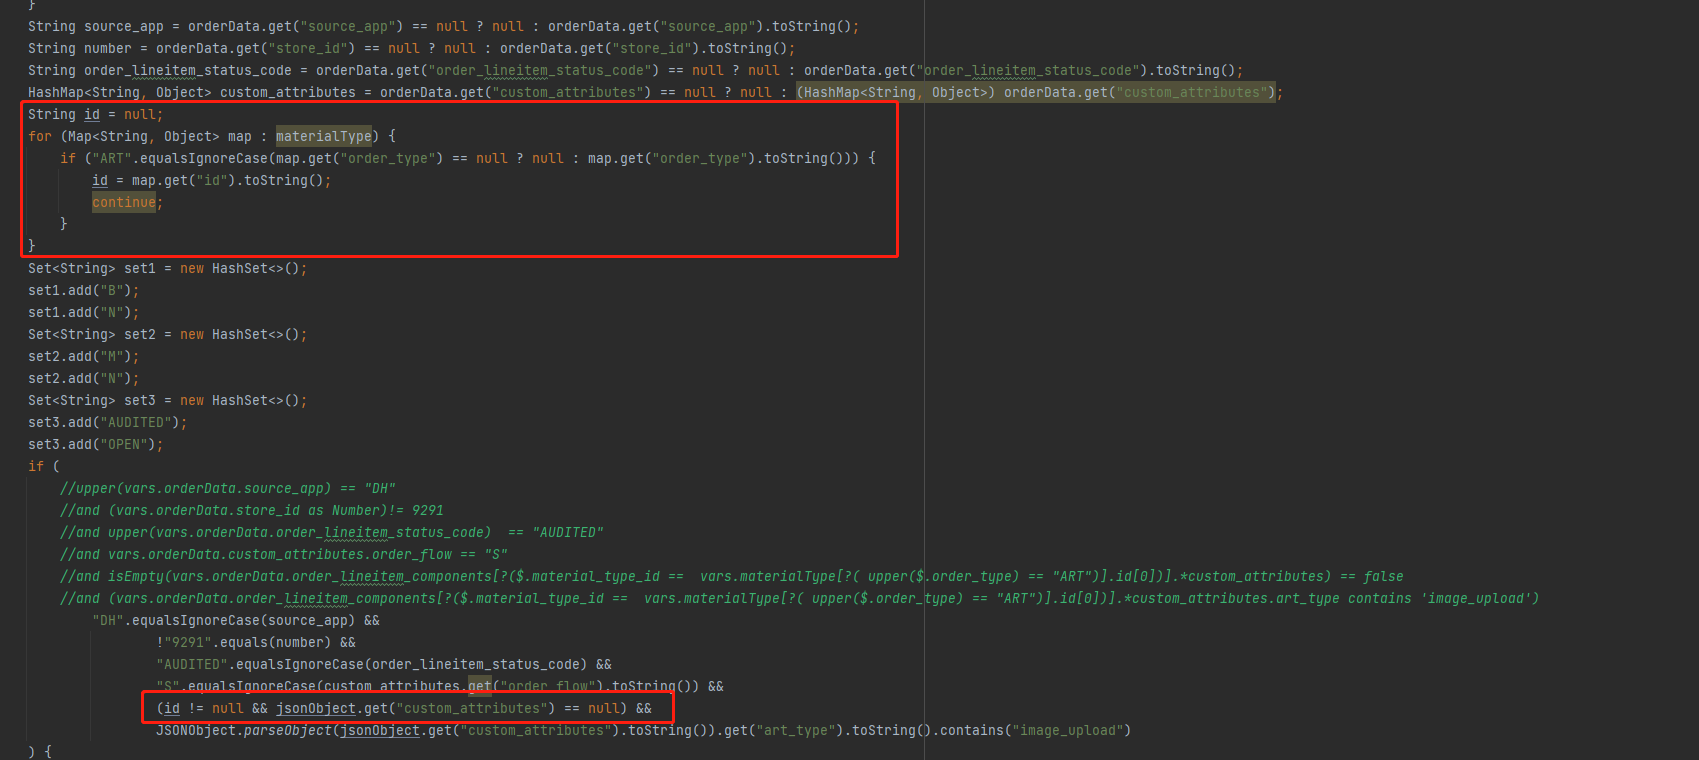 }
String source_app = orderData.get("source_app") == null ? null : orderData.get("source_app").toString();
String number = orderData.get("store_id") == null ? null : orderData.get("store_id").toString();
String order_lineitem_status_code = orderData.get("order_lineitem_status_code") == null ? null : orderData.get("order_lineitem_status_code").toString();
HashMap<String, Object> custom_attributes = orderData.get("custom_attributes") == null ? null : (HashMap<String, Object>) orderData.get("custom_attributes");
String id = null;
for (Map<String, Object> map : materialType) {
if ("ART".equalsIgnoreCase(map.get("order_type") == null ? null : map.get("order_type").toString())) {
id = map.get("id").toString();
continue;
}
}
Set<String> set1 = new HashSet<>();
set1.add("B");
set1.add("N");
Set<String> set2 = new HashSet<>();
set2.add("M");
set2.add("N");
Set<String> set3 = new HashSet<>();
set3.add("AUDITED");
set3.add("OPEN");
if (
//upper(vars.orderData.source_app) == "DH"
//and (vars.orderData.store_id as Number)!= 9291
//and upper(vars.orderData.order_lineitem_status_code)  == "AUDITED"
//and vars.orderData.custom_attributes.order_flow == "S"
//and isEmpty(vars.orderData.order_lineitem_components[?($.material_type_id ==  vars.materialType[?( upper($.order_type) == "ART")].id[0])].*custom_attributes) == false
//and (vars.orderData.order_lineitem_components[?($.material_type_id ==  vars.materialType[?( upper($.order_type) == "ART")].id[0])].*custom_attributes.art_type contains 'image_upload')
"DH".equalsIgnoreCase(source_app) &&
!"9291".equals(number) &&
"AUDITED".equalsIgnoreCase(order_lineitem_status_code) &&
"S".equalsIgnoreCase(custom_attributes.get("order_flow").toString()) &&
(id != null && jsonObject.get("custom_attributes") == null) &&
JSONObject.parseObject(jsonObject.get("custom_attributes").toString()).get("art_type").toString().contains("image_upload")
) {